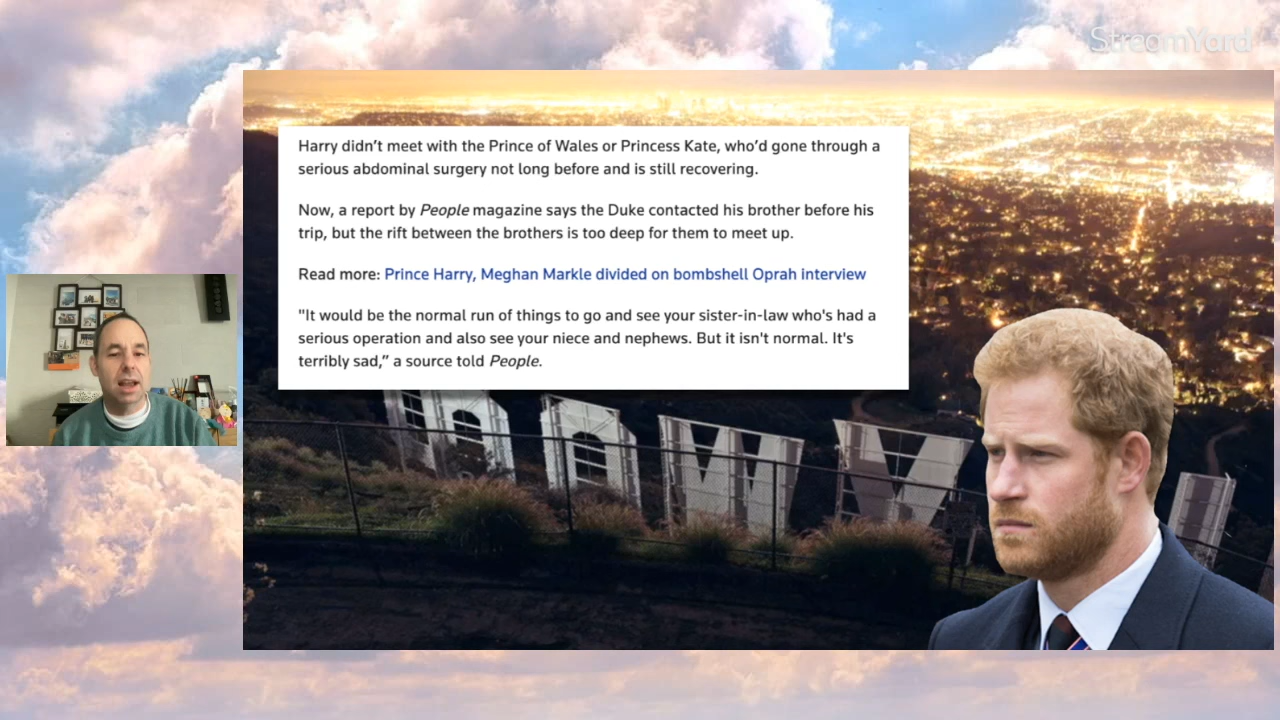 StreamYard
Harry didn’t meet with the Prince of Wales or Princess Kate, who’d gone through a
serious abdominal surgery not long before and is still recovering.
Now, a report by People magazine says the Duke contacted his brother before his
trip, but the rift between the brothers is too deep for them to meet up.
Read more: Prince Harry, Meghan Markle divided on bombshell Oprah interview
"It would be the normal run of things to go and see your sister-in-law who's had a
serious operation and also see your niece and nephews. But it isn't normal. It's
terribly sad,” a source told People.